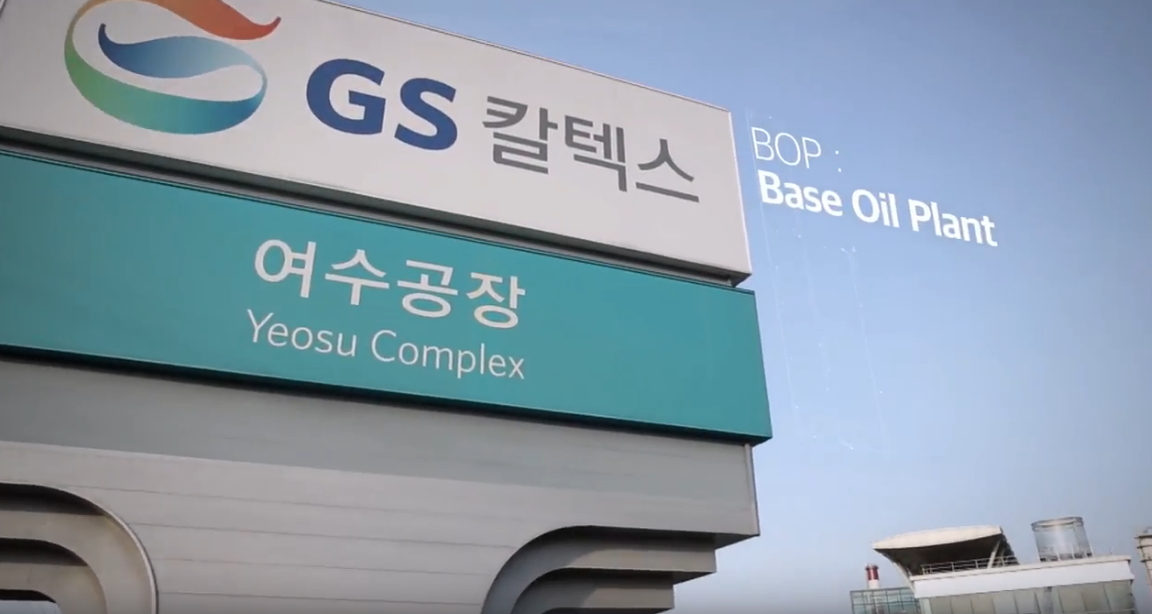 GS 칼텍스
여수공장
Yeosu Complex
BOP :
Base Oil Plant